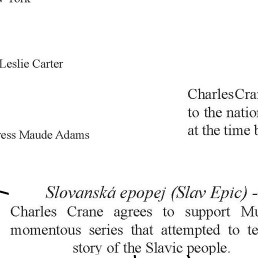 York
Leslie Carter
Charles Cra
to the natio
at the time b
ress Maude Adams
Slovanská epopej (Slav Epic) -
Charles Crane agrees to support Mu
momentous series that attempted to te
story of the Slavic people.